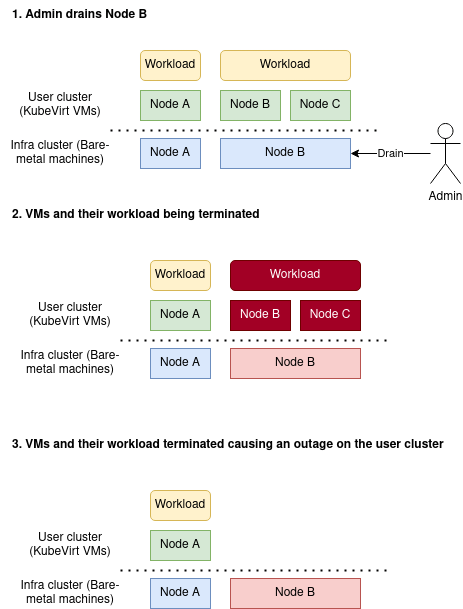 1. Admin drains Node B
Workload
Workload
User cluster
(KubeVirt VMs)
Node A
Node B
Node C
Infra cluster (Bare-
metal machines)
Node A
Node B
Drain
Admin
2. VMs and their workload being terminated
Workload
Workload
User cluster
(KubeVirt VMs)
Node A
Node B
Node C
Infra cluster (Bare-
metal machines)
Node A
Node B
3. VMs and their workload terminated causing an outage on the user cluster
Workload
User cluster
(KubeVirt VMs)
Node A
Infra cluster (Bare-
metal machines)
Node A
Node B